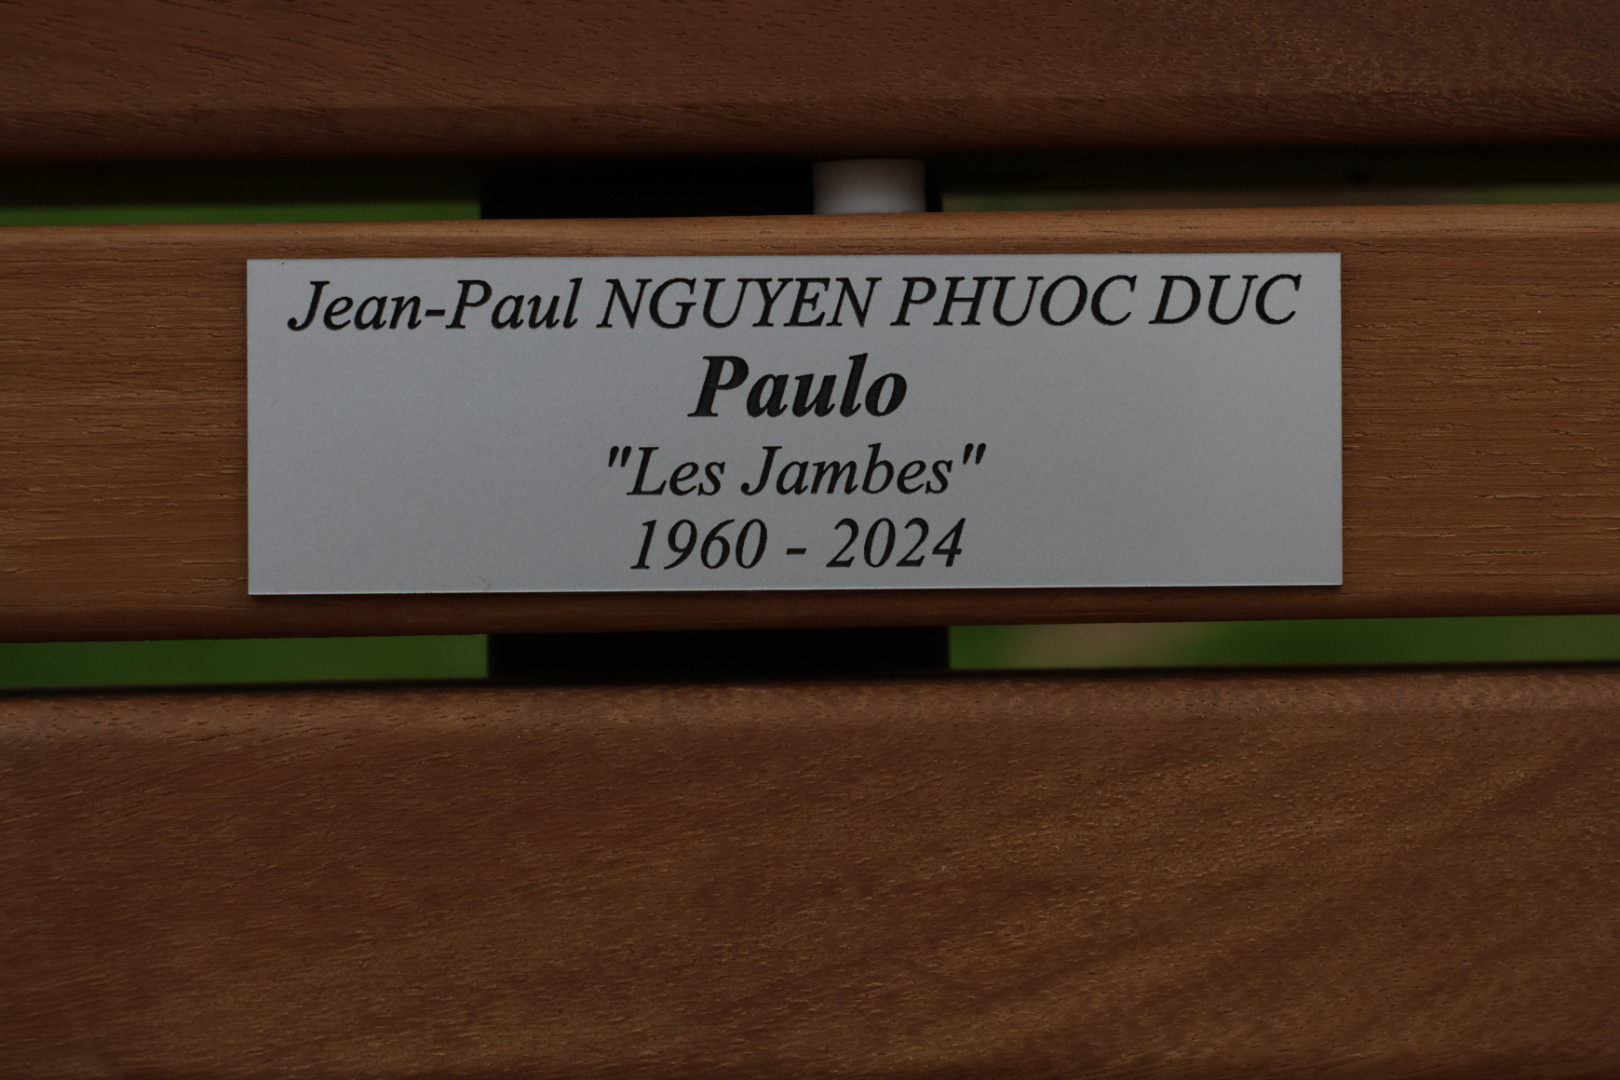 Jean-Paul NGUYEN PHUOC DUC
Paulo
"Les Jambes"
1960 - 2024